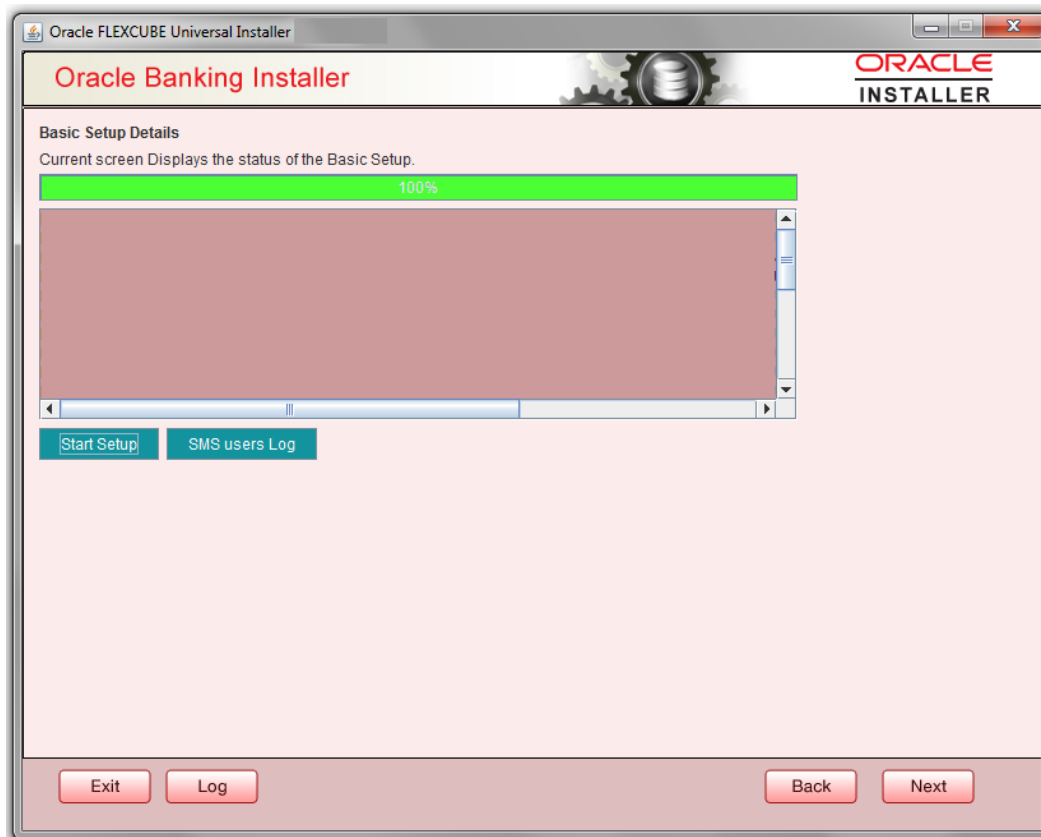 Oracle FLEXCUBE Universal Installer
Oracle Banking Installer
ORACLE
INSTALLER
Basic Setup Details
Current screen Displays the status of the Basic Setup.
100%
Start Setup
SMS users Log
Exit
Log
Back
Next